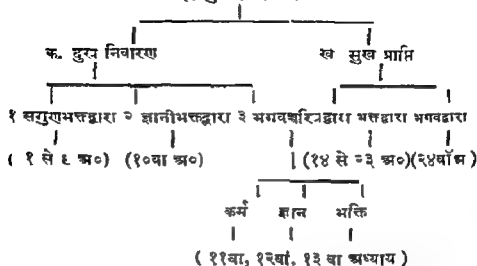 क. दुख निवारण ख सुख प्राप्ति
१ सगुणभक्तद्वारा २ ज्ञानीभक्तद्वारा ३ भगवच्चरित्रद्वारा भक्तद्वारा भगवद्वारा
( १ से ६ अ०) (१०वा अ०) (१४ से २३ अ०)(२४वाँअ)
कर्म ज्ञान भक्ति
( ११वा, १२वां, १३ वा अध्याय )